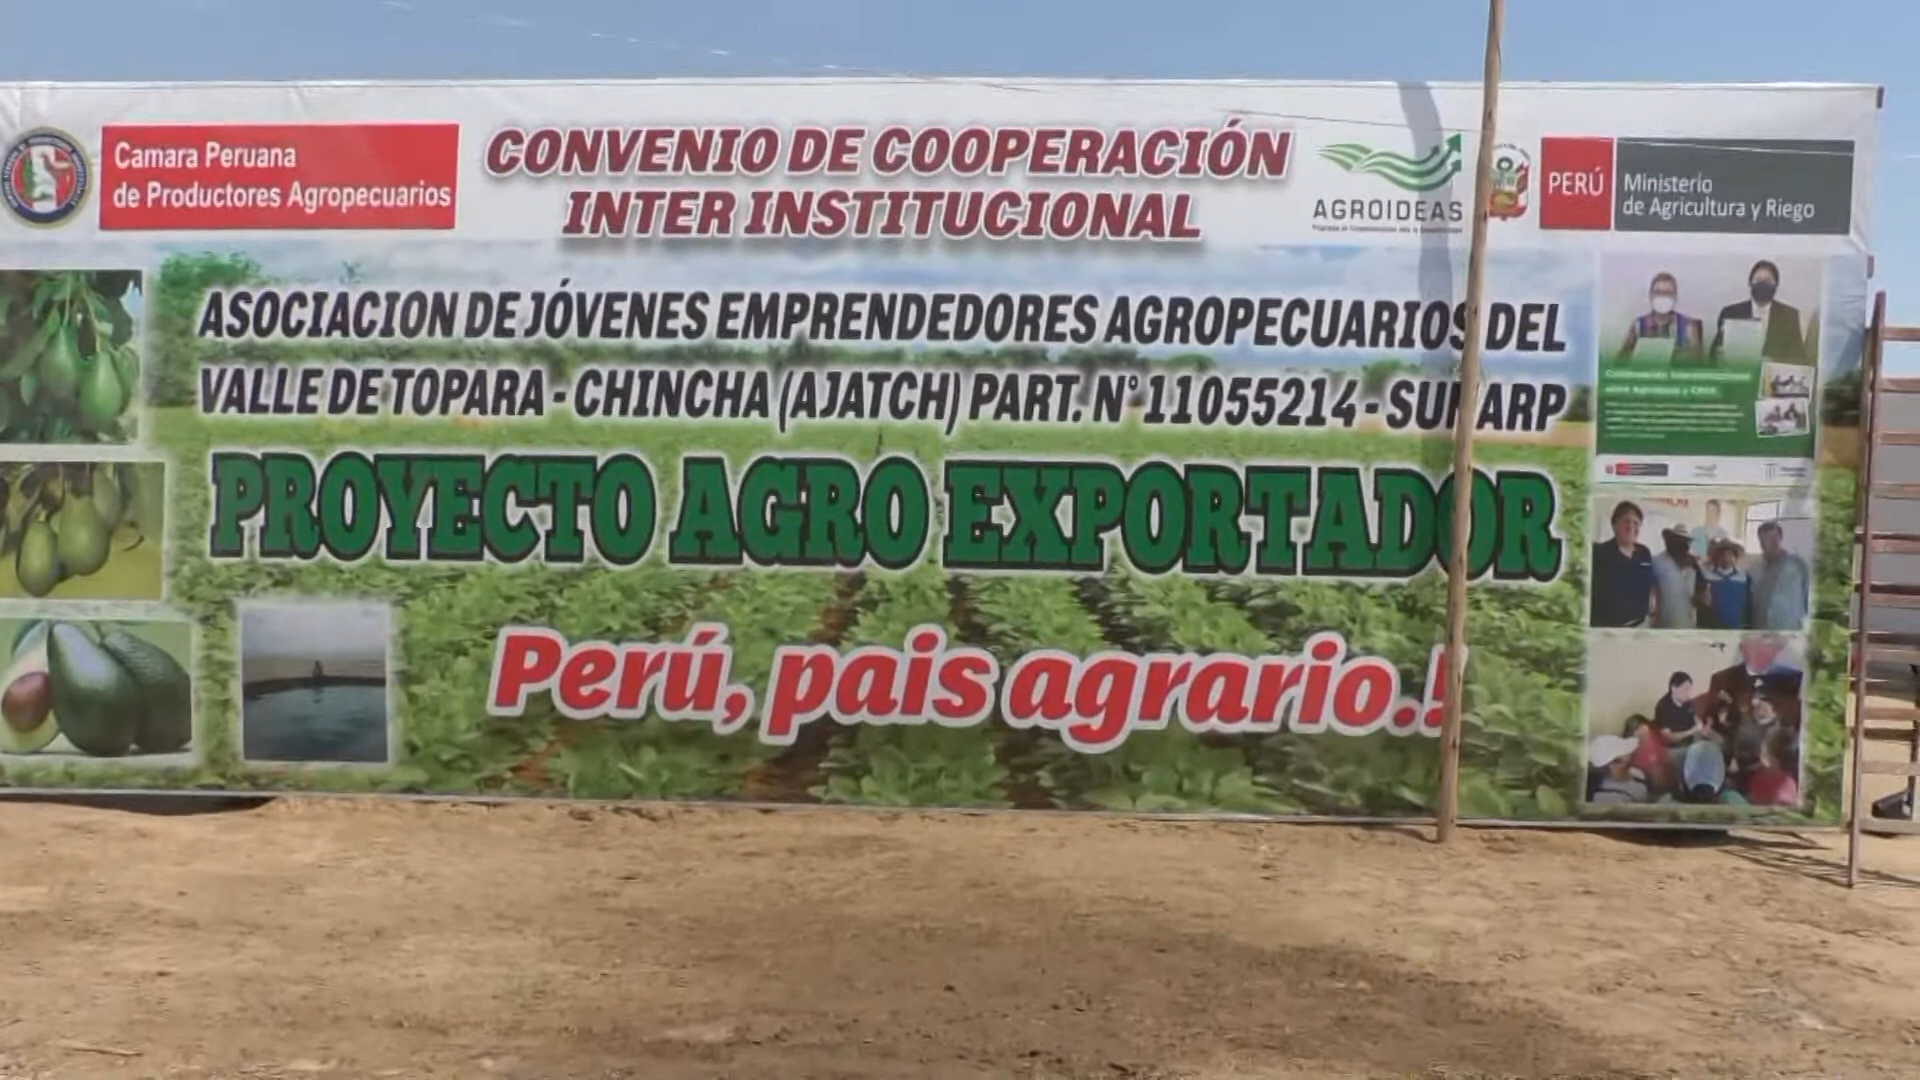 Camara Peruana
de Productores Agropecuarios
CONVENIO DE COOPERACIÓN
INTER INSTITUCIONAL
AGROIDEAS
PERÚ
Ministerio
de Agricultura y Riego
ASOCIACION DE JÓVENES EMPRENDEDORES AGROPECUARIOS DEL
VALLE DE TOPARA - CHINCHA (AJATCH) PART. N° 11055214 - SUNARP
PROYECTO AGRO EXPORTADOR
Perú, pais agrario.!